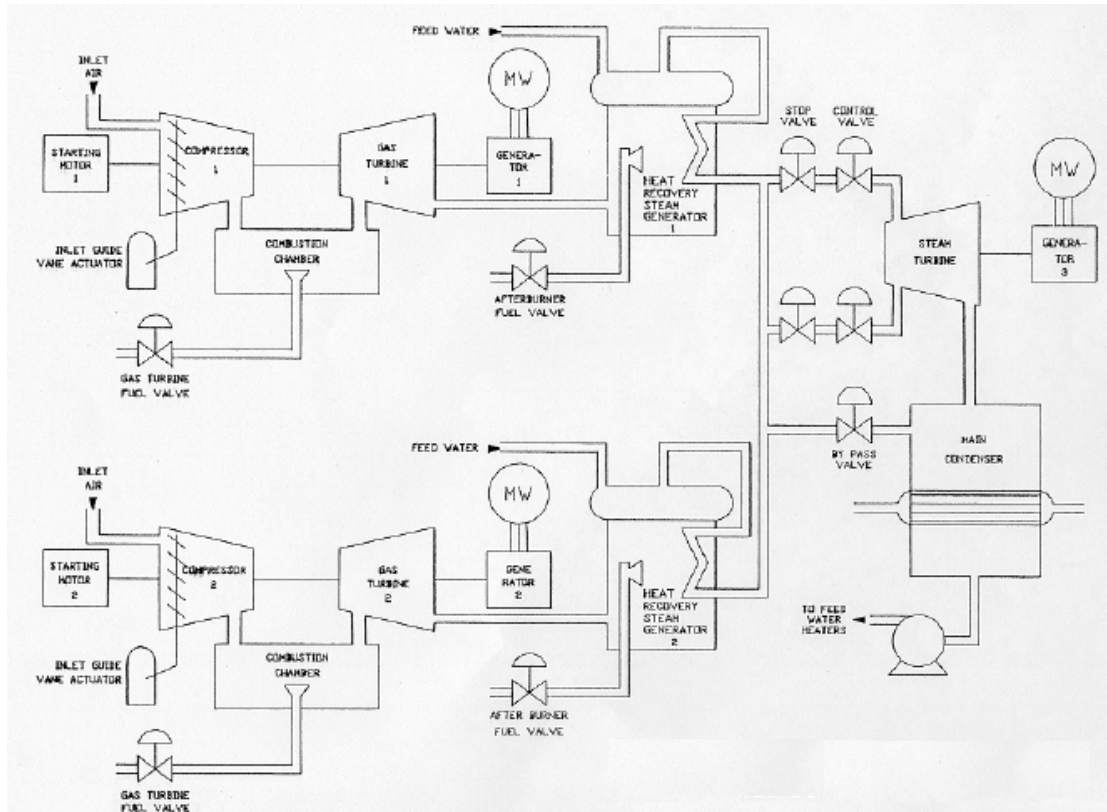 FEED WATER
MW
INLET
AIR
STOP
VALVE
CONTROL
VALVE
STARTING
MOTOR
1
COMPRESSOR
1
GAS
TURBINE
1
GENERA-
TOR
1
MW
HEAT
RECOVERY
STEAM
GENERATOR
1
INLET GUIDE
VANE ACTUATOR
COMBUSTION
CHAMBER
STEAM
TURBINE
GENERA-
TOR
3
AFTERBURNER
FUEL VALVE
GAS TURBINE
FUEL VALVE
FEED WATER
BY PASS
VALVE
MAIN
CONDENSER
INLET
AIR
MW
STARTING
MOTOR
2
COMPRESSOR
2
GAS
TURBINE
2
GENE
RATOR
2
HEAT
RECOVERY
STEAM
GENERATOR
2
TO FEED
WATER
HEATERS
INLET GUIDE
VANE ACTUATOR
COMBUSTION
CHAMBER
AFTER BURNER
FUEL VALVE
GAS TURBINE
FUEL VALVE